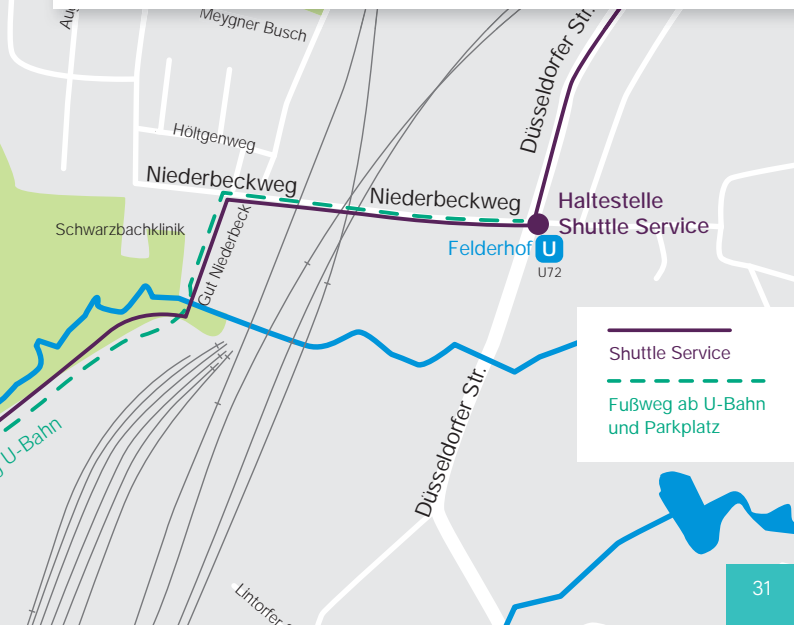 Meygner Busch
Düsseldorfer Str.
Höltgenweg
Niederbeckweg
Niederbeckweg
Haltestelle
Shuttle Service
Schwarzbachklinik
Gut Niederbeck
Felderhof U
U72
Shuttle Service
Fußweg ab U-Bahn
und Parkplatz
Düsseldorfer Str.
U-Bahn
Lintorfer
31